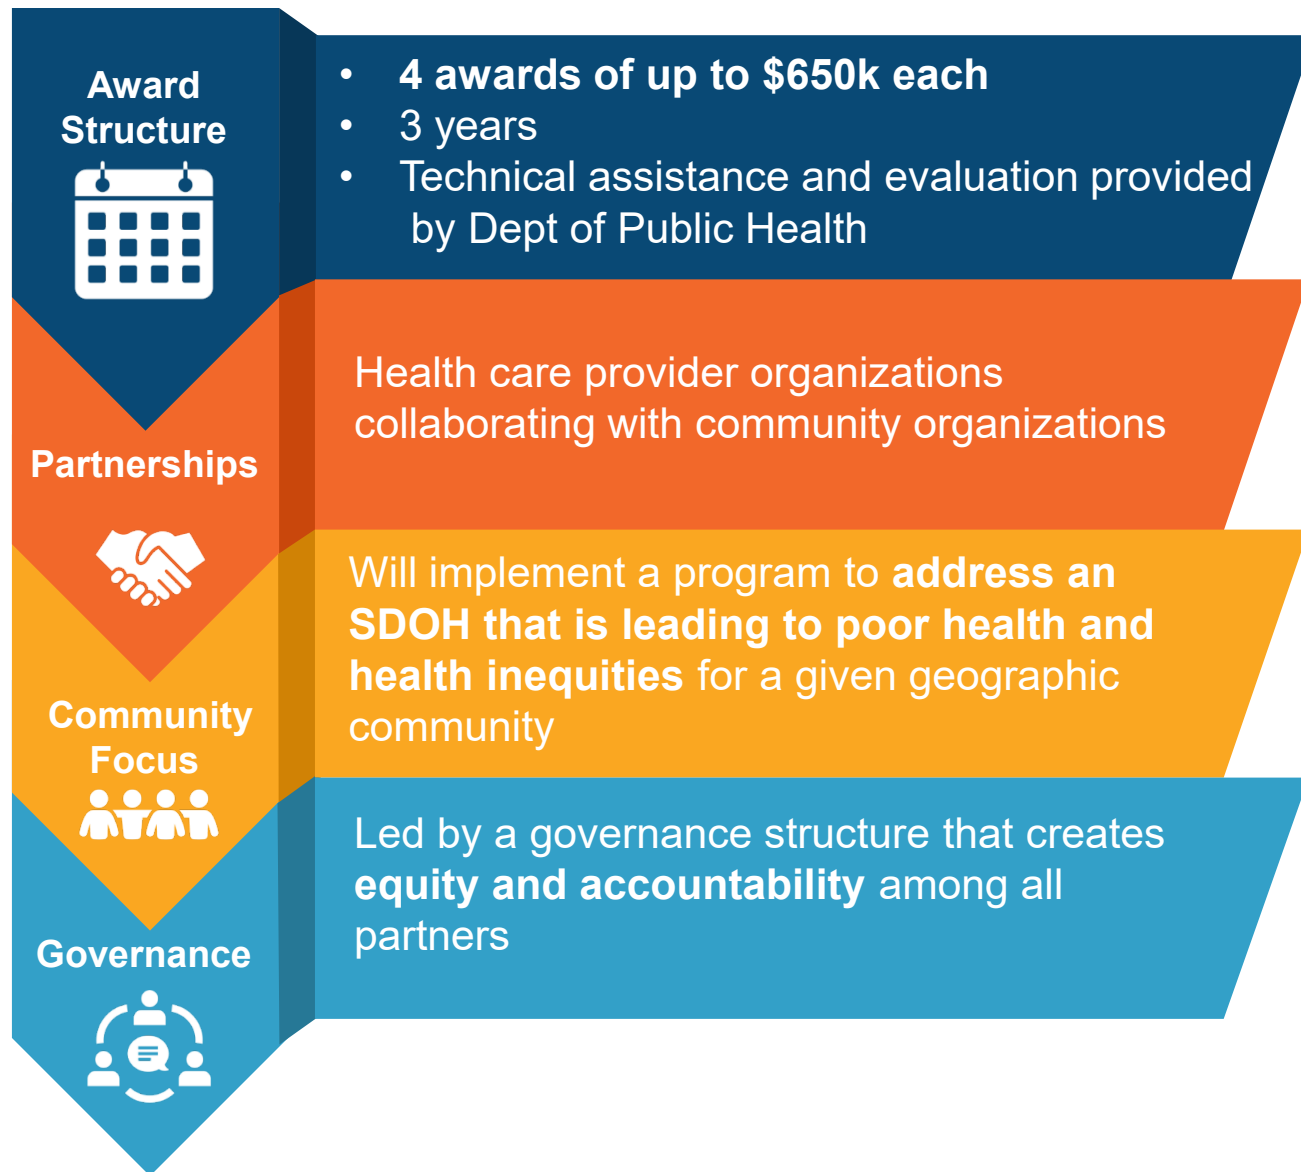 Award
Structure
• 4 awards of up to $650k each
• 3 years
• Technical assistance and evaluation provided
by Dept of Public Health
Partnerships
Health care provider organizations
collaborating with community organizations
Community
Focus
Will implement a program to address an
SDOH that is leading to poor health and
health inequities for a given geographic
community
Governance
Led by a governance structure that creates
equity and accountability among all
partners